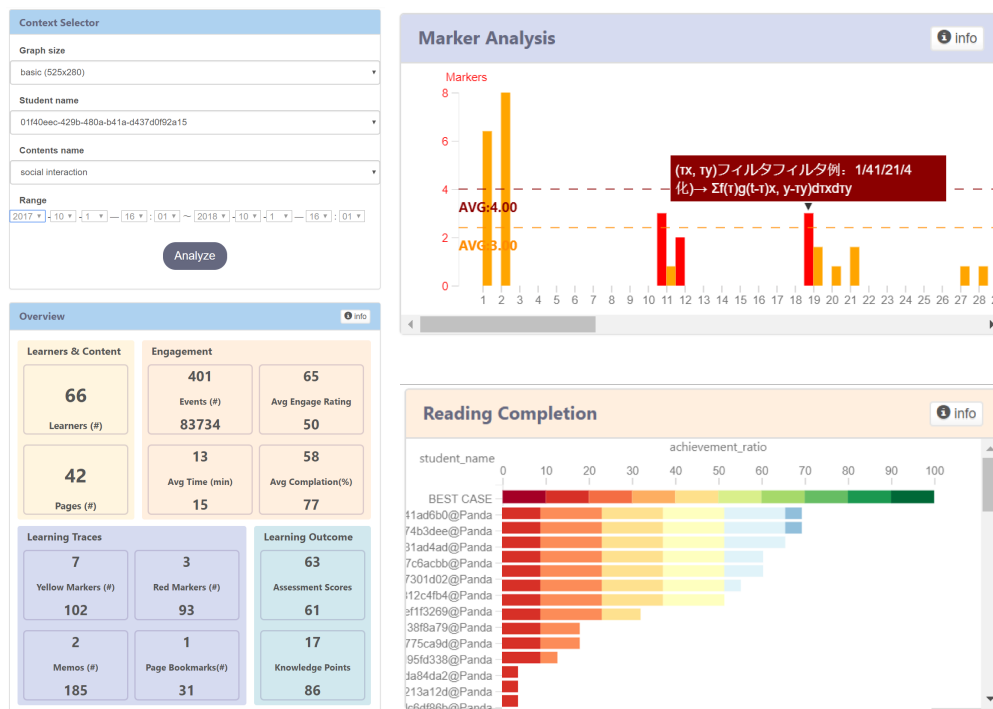 Context Selector
Graph size
basic (525x280)
Student name
01f40eec-429b-480a-b41a-d437d0f92a15
Contents name
social interaction
Range
2017 - 10 - 1 — 16 : 01 ~ 2018 - 10 - 1 — 16 : 01
Analyze
Overview
info
Learners & Content
66
Learners (#)
42
Pages (#)
Engagement
401
Events (#)
83734
65
Avg Engage Rating
50
13
Avg Time (min)
15
58
Avg Complation(%)
77
Learning Traces
7
Yellow Markers (#)
102
3
Red Markers (#)
93
2
Memos (#)
185
1
Page Bookmarks(#)
31
Learning Outcome
63
Assessment Scores
61
17
Knowledge Points
86
Marker Analysis
info
Markers
8
6
4
2
0
AVG:4.00
AVG:3.00
(τx, τy)フィルタフィルタ例：1/41/21/4
化)→ Σf(τ)g(t-τ)x, y-τy)dτxdτy
1 2 3 4 5 6 7 8 9 10 11 12 13 14 15 16 17 18 19 20 21 22 23 24 25 26 27 28
Reading Completion
info
achievement_ratio
student_name
0 10 20 30 40 50 60 70 80 90 100
BEST CASE
41ad6b0@Panda
74b3dee@Panda
31ad4ad@Panda
7c6acbb@Panda
7301d02@Panda
312c4fb4@Panda
ef1f3269@Panda
38f8a79@Panda
775ca9d@Panda
95fd338@Panda
da84da2@Panda
213a12d@Panda